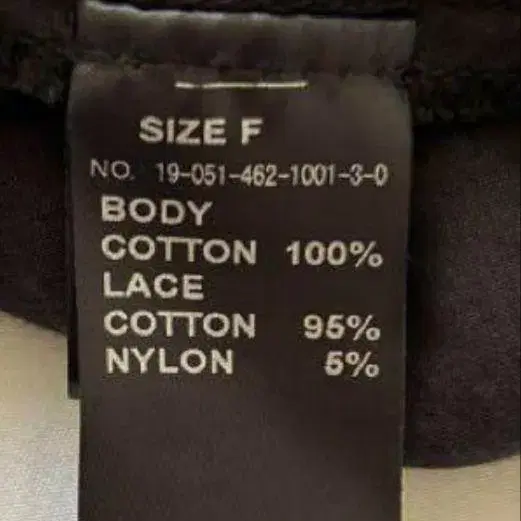 SIZE F
NO. 19-051-462-1001-3-0
BODY
COTTON 100%
LACE
COTTON 95%
NYLON 5%